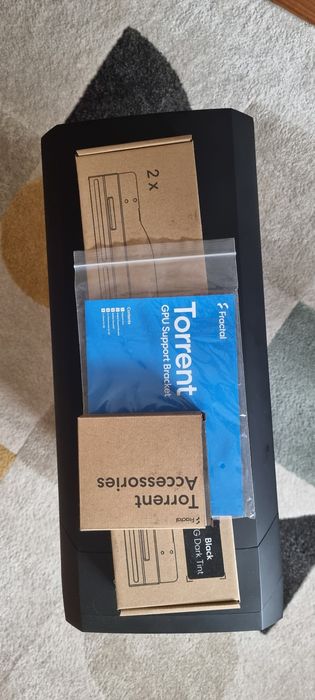 2 x
Fractal
Torrent
GPU Support Bracket
Contents
Torrent
Accessories
Fractal
Black
G Dark Tint